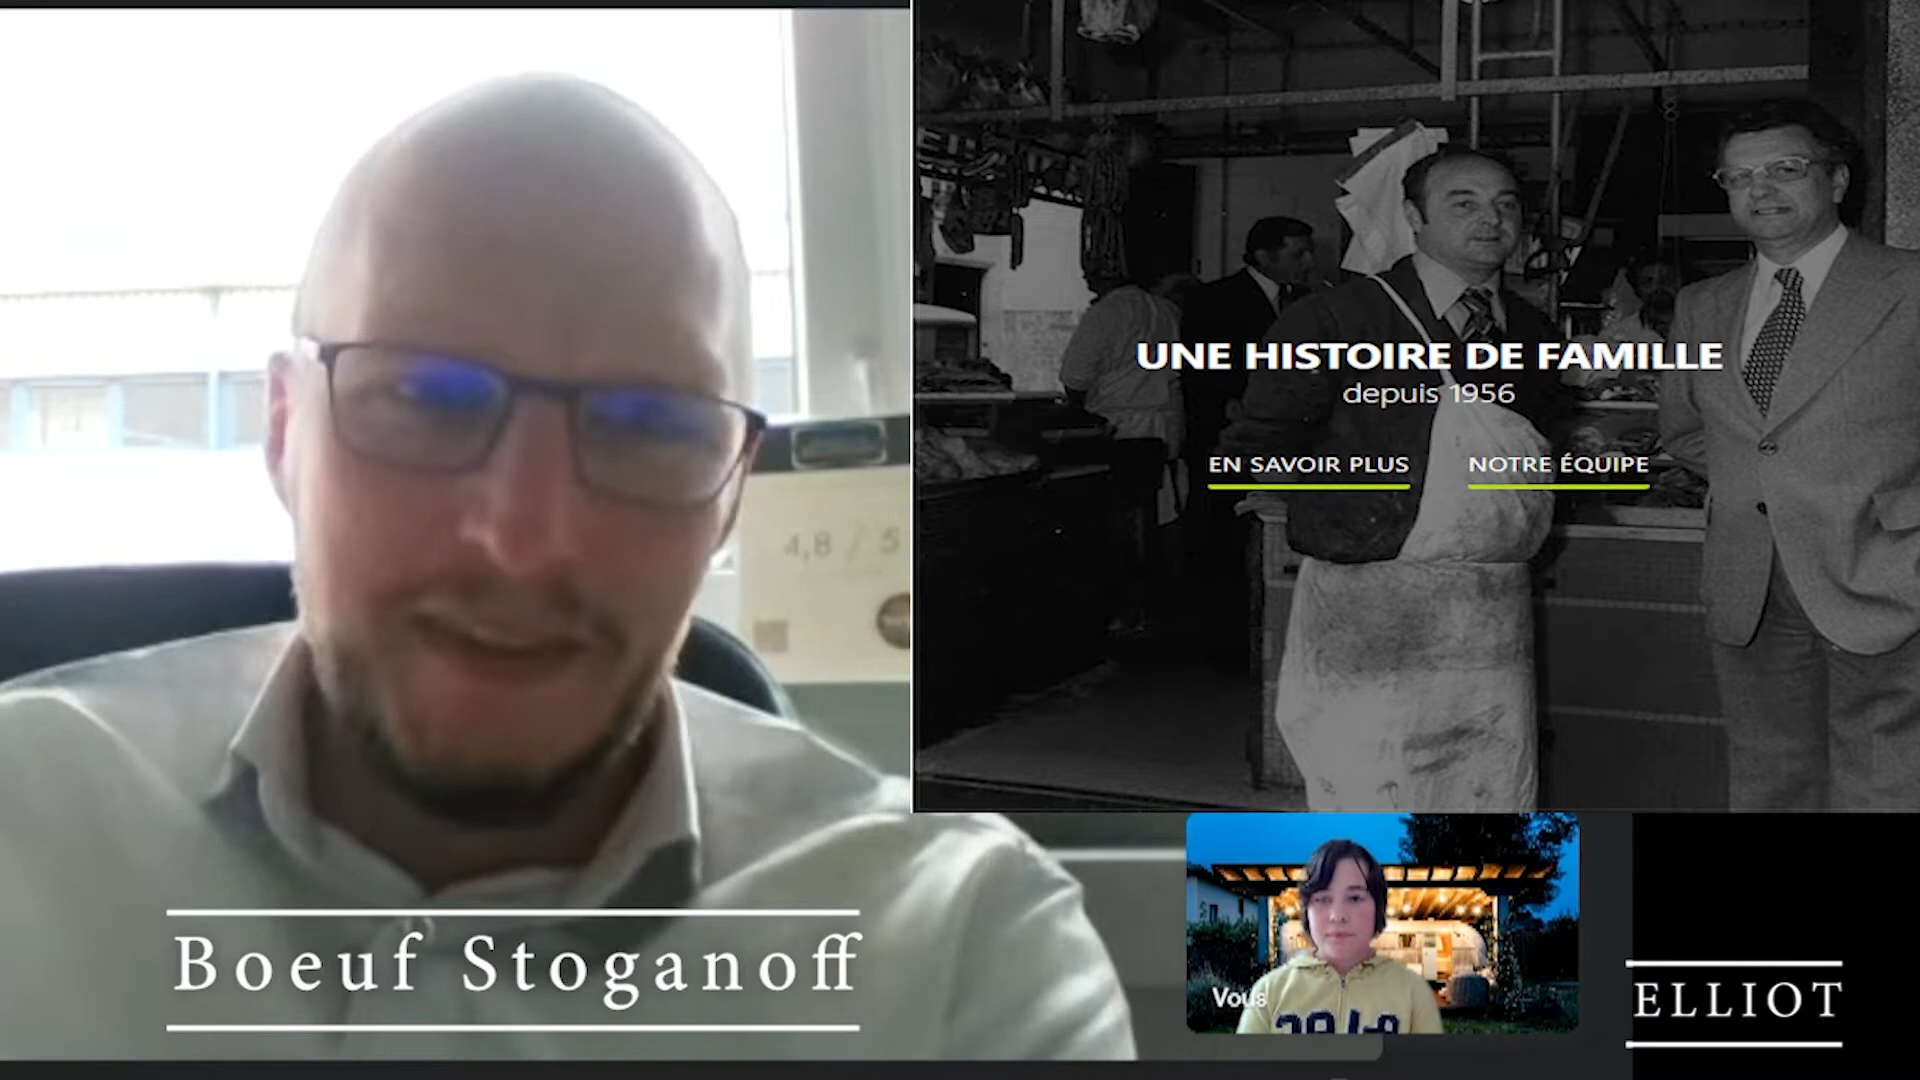 UNE HISTOIRE DE FAMILLE
depuis 1956
EN SAVOIR PLUS
NOTRE ÉQUIPE
4,8 / 5
Boeuf Stoganoff
Vous
ELLIOT